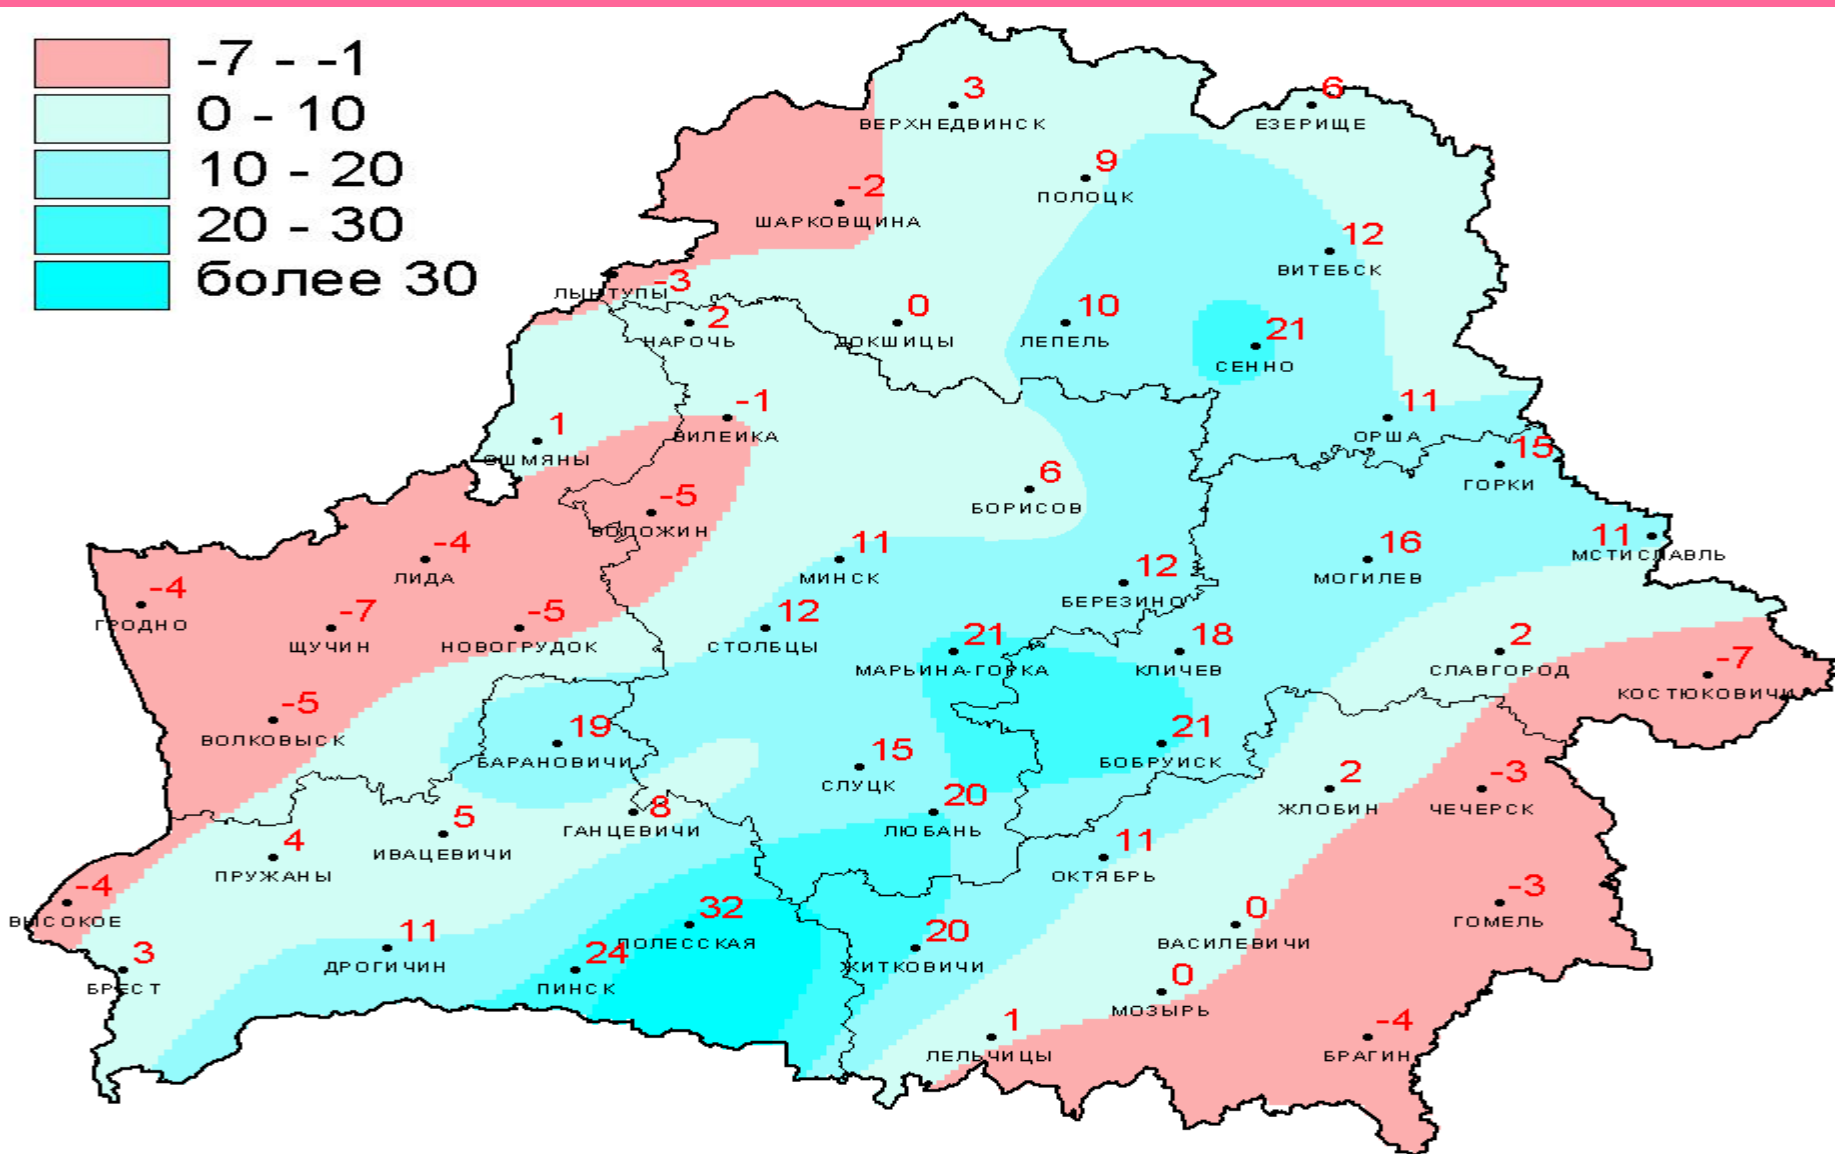 -7 - -1
0 - 10
10 - 20
20 - 30
более 30
3
ВЕРХНЕДВИНСК
6
ЕЗЕРИЩЕ
9
ПОЛОЦК
-2
ШАРКОВЩИНА
12
ВИТЕБСК
-3
ЛЫНТУПЫ
2
НАРОЧЬ
0
ДОКШИЦЫ
10
ЛЕПЕЛЬ
21
СЕННО
-1
ВИЛЕЙКА
11
ОРША
1
ОШМЯНЫ
15
ГОРКИ
6
БОРИСОВ
-5
ВОЛОЖИН
11
МСТИСЛАВЛЬ
-4
ЛИДА
11
МИНСК
16
МОГИЛЕВ
12
БЕРЕЗИНО
-4
ГРОДНО
-7
ЩУЧИН
-5
НОВОГРУДОК
12
СТОЛБЦЫ
21
МАРЬИНА-ГОРКА
18
КЛИЧЕВ
2
СЛАВГОРОД
-7
КОСТЮКОВИЧИ
-5
ВОЛКОВЫСК
19
БАРАНОВИЧИ
21
БОБРУЙСК
15
СЛУЦК
2
ЖЛОБИН
-3
ЧЕЧЕРСК
8
ГАНЦЕВИЧИ
20
ЛЮБАНЬ
5
ИВАЦЕВИЧИ
4
ПРУЖАНЫ
11
ОКТЯБРЬ
-4
ВЫСОКОЕ
-3
ГОМЕЛЬ
32
ПОЛЕССКАЯ
0
ВАСИЛЕВИЧИ
11
ДРОГИЧИН
20
ЖИТКОВИЧИ
3
БРЕСТ
24
ПИНСК
0
МОЗЫРЬ
1
ЛЕЛЬЧИЦЫ
-4
БРАГИН